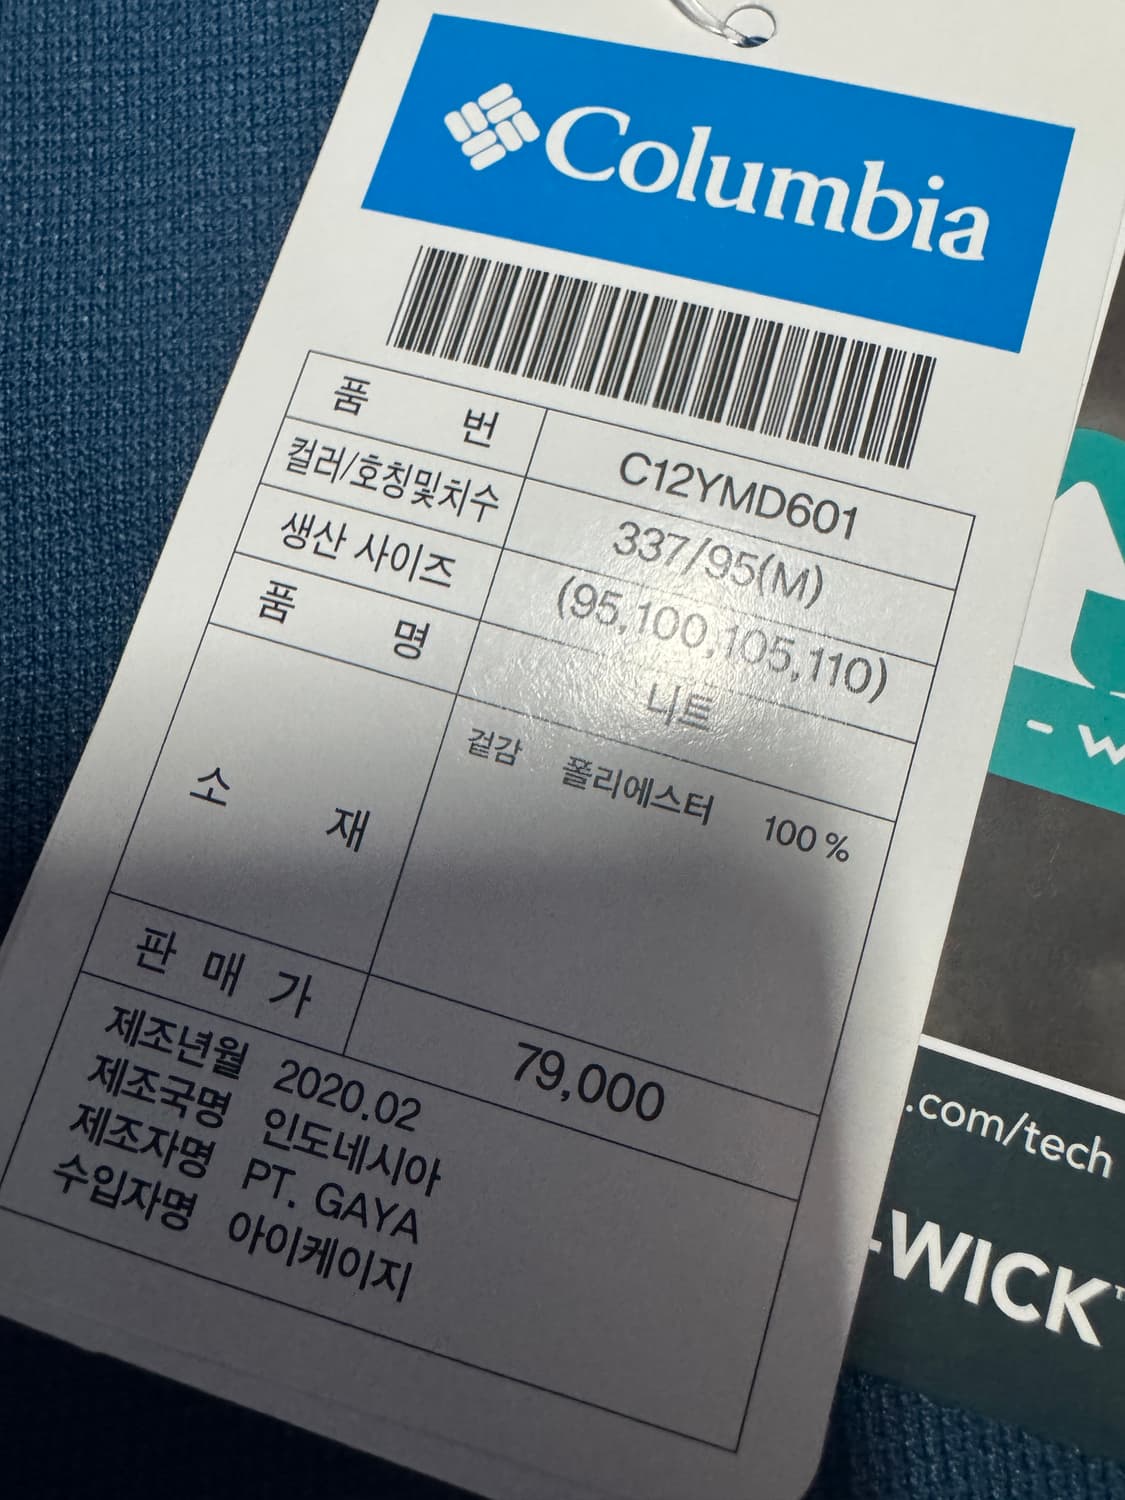 Columbia
품 번 C12YMD601
컬러/호칭및치수 337/95(M)
생산 사이즈 (95,100,105,110)
품 명 니트
소 재 겉감 폴리에스터 100 %
판 매 가 79,000
제조년월 2020.02
제조국명 인도네시아
제조자명 PT. GAYA
수입자명 아이케이지
.com/tech
-WICK